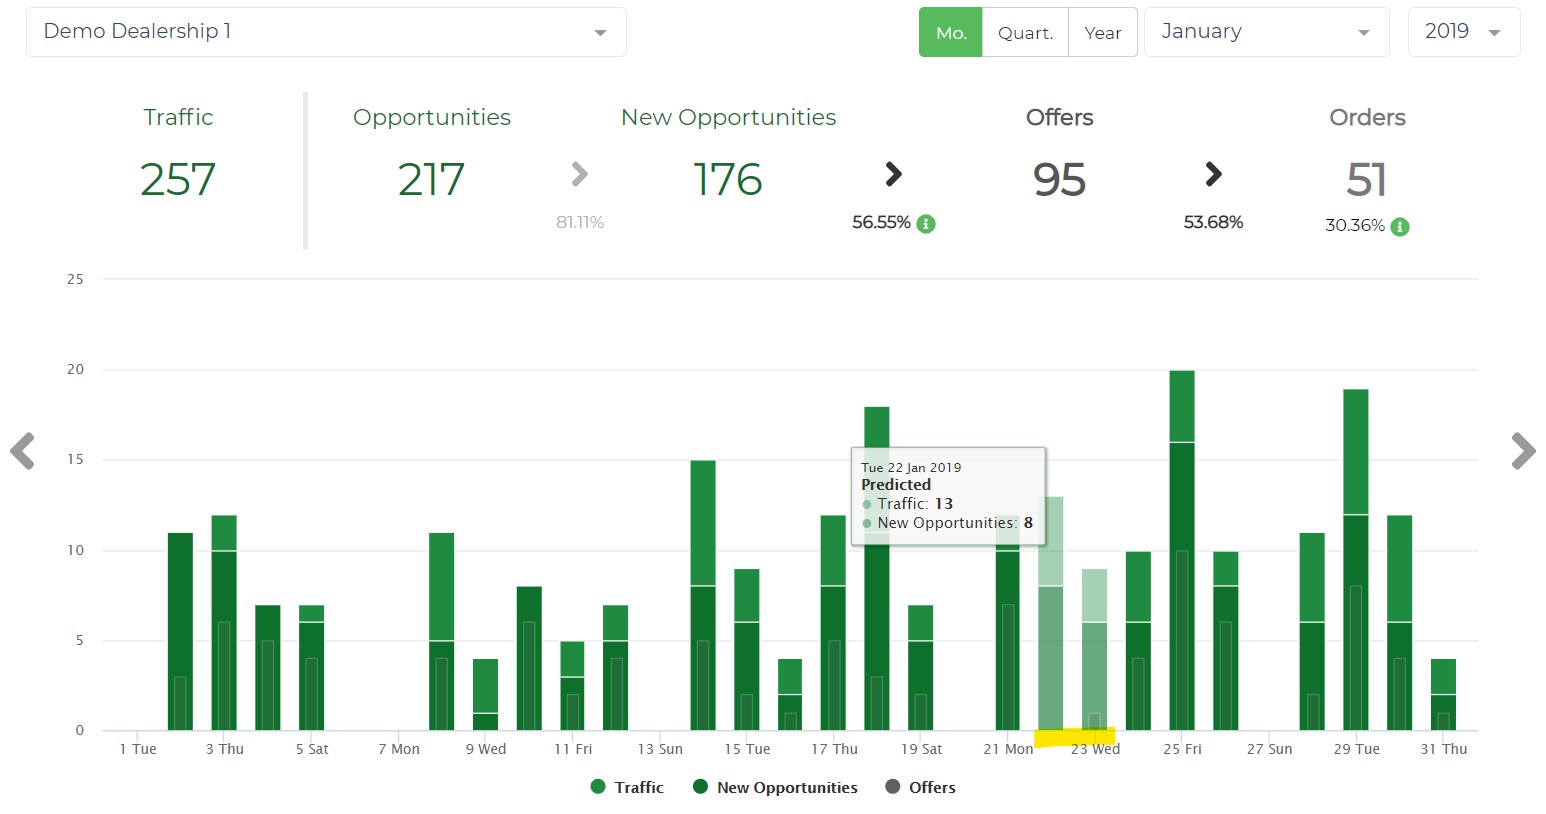 Demo Dealership 1
Mo. Quart. Year January 2019
Traffic Opportunities New Opportunities Offers Orders
257 217 176 95 51
81.11% 56.55% 53.68% 30.36%
25
20
15
10
5
0
Tue 22 Jan 2019
Predicted
Traffic: 13
New Opportunities: 8
1 Tue 3 Thu 5 Sat 7 Mon 9 Wed 11 Fri 13 Sun 15 Tue 17 Thu 19 Sat 21 Mon 23 Wed 25 Fri 27 Sun 29 Tue 31 Thu
Traffic New Opportunities Offers